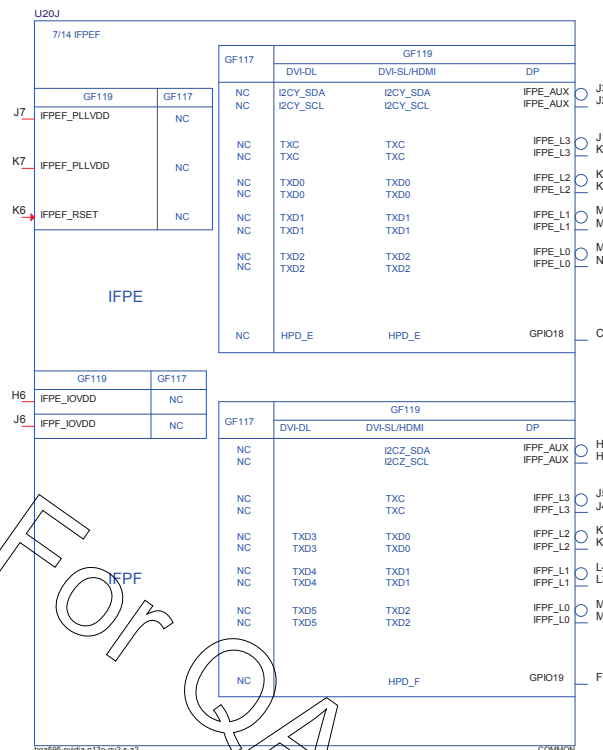 U20J
7/14 IFPEF
GF117 GF119
DVI-DL DVI-SL/HDMI DP
NC I2CY_SDA I2CY_SDA IFPE_AUX
NC I2CY_SCL I2CY_SCL IFPE_AUX
NC TXC TXC IFPE_L3
NC TXC TXC IFPE_L3
NC TXD0 TXD0 IFPE_L2
NC TXD0 TXD0 IFPE_L2
NC TXD1 TXD1 IFPE_L1
NC TXD1 TXD1 IFPE_L1
NC TXD2 TXD2 IFPE_L0
NC TXD2 TXD2 IFPE_L0
NC HPD_E HPD_E GPIO18
GF119 GF117
J7 IFPEF_PLLVDD NC
K7 IFPEF_PLLVDD NC
K6 IFPEF_RSET NC
IFPE
GF119 GF117
H6 IFPE_IOVDD NC
J6 IFPF_IOVDD NC
GF117 GF119
DVI-DL DVI-SL/HDMI DP
NC I2CZ_SDA IFPF_AUX
NC I2CZ_SCL IFPF_AUX
NC TXC IFPF_L3
NC TXC IFPF_L3
NC TXD3 TXD0 IFPF_L2
NC TXD3 TXD0 IFPF_L2
NC TXD4 TXD1 IFPF_L1
NC TXD4 TXD1 IFPF_L1
NC TXD5 TXD2 IFPF_L0
NC TXD5 TXD2 IFPF_L0
NC HPD_F GPIO19
IFPF
For QA
COMMON